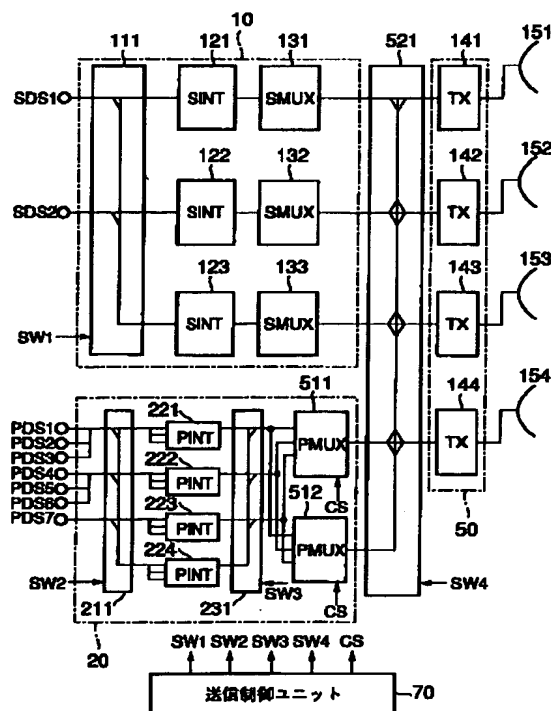 10
111 121 131 521 141 151
SDS1 SINT SMUX TX
122 132 142 152
SDS2 SINT SMUX TX
123 133 143 153
SINT SMUX TX
SW1
511 144 154
PDS1 221
PDS2 PINT
PDS3 222 PMUX TX
PDS4 PINT
PDS5 223 512 CS 50
PDS6 PINT
PDS7 224 PMUX
PINT
SW2 SW3 SW4
211 231 CS
20
SW1 SW2 SW3 SW4 CS
送信制御ユニット 70